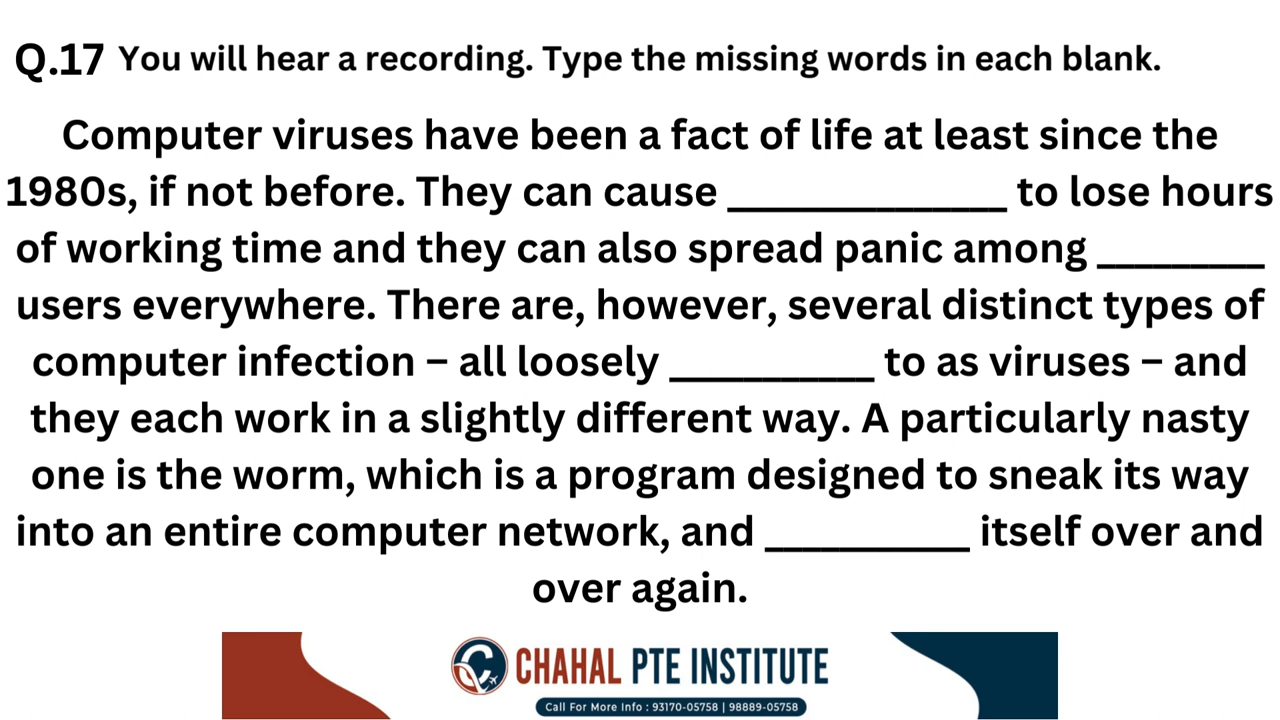 Q.17 You will hear a recording. Type the missing words in each blank.
Computer viruses have been a fact of life at least since the
1980s, if not before. They can cause _______________ to lose hours
of working time and they can also spread panic among _________
users everywhere. There are, however, several distinct types of
computer infection – all loosely ___________ to as viruses – and
they each work in a slightly different way. A particularly nasty
one is the worm, which is a program designed to sneak its way
into an entire computer network, and ___________ itself over and
over again.
CHAHAL PTE INSTITUTE
Call For More Info : 93170-05758 | 98889-05758